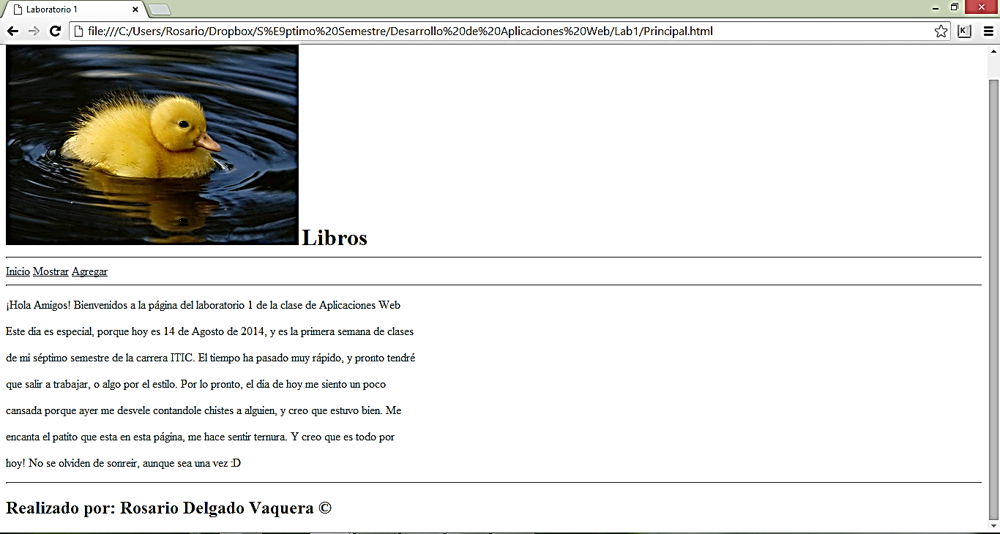 Laboratorio 1
file:///C:/Users/Rosario/Dropbox/S%E9ptimo%20Semestre/Desarrollo%20de%20Aplicaciones%20Web/Lab1/Principal.html
Libros
Inicio Mostrar Agregar
¡Hola Amigos! Bienvenidos a la página del laboratorio 1 de la clase de Aplicaciones Web
Este día es especial, porque hoy es 14 de Agosto de 2014, y es la primera semana de clases
de mi séptimo semestre de la carrera ITIC. El tiempo ha pasado muy rápido, y pronto tendré
que salir a trabajar, o algo por el estilo. Por lo pronto, el día de hoy me siento un poco
cansada porque ayer me desvele contandole chistes a alguien, y creo que estuvo bien. Me
encanta el patito que esta en esta página, me hace sentir ternura. Y creo que es todo por
hoy! No se olviden de sonreir, aunque sea una vez :D
Realizado por: Rosario Delgado Vaquera ©